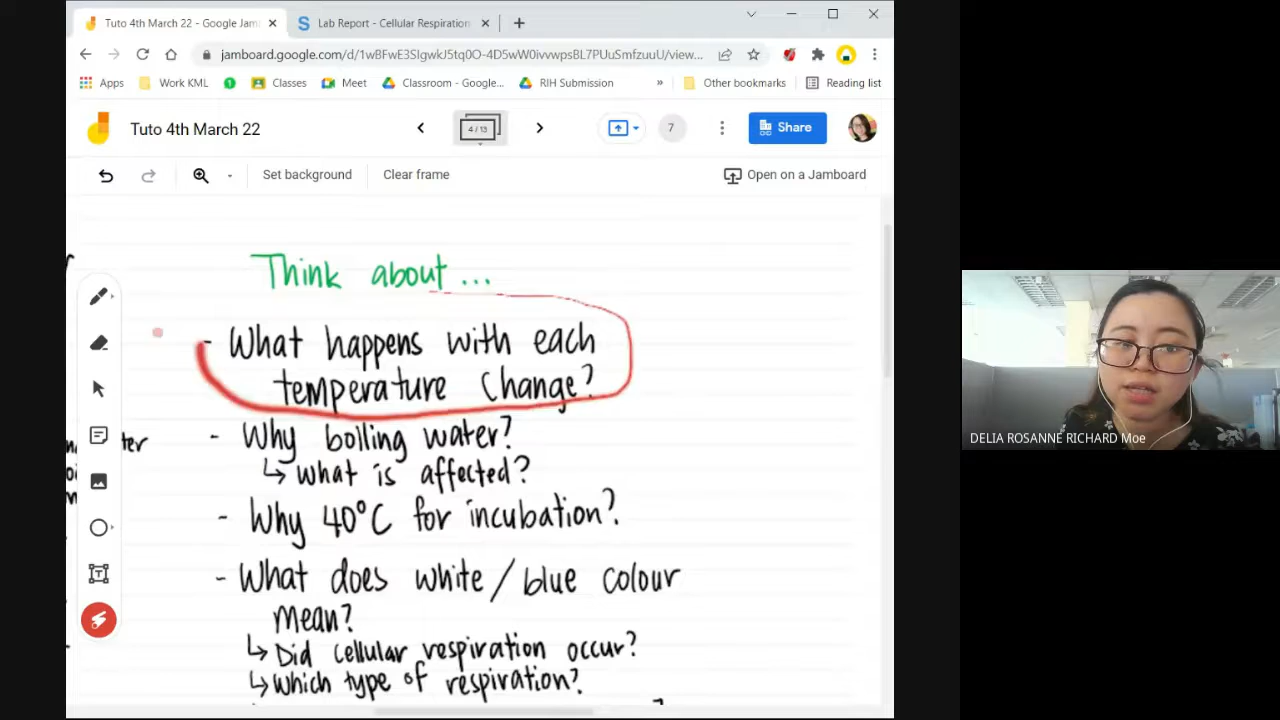 Tuto 4th March 22 - Google Jam
Lab Report - Cellular Respiration
jamboard.google.com/d/1wBFwE3SIgwkJ5tq0O-4D5wW0ivvwpsBL7PUuSmfzuuU/view...
Apps
Work KML
1
Classes
Meet
Classroom - Google...
RIH Submission
»
Other bookmarks
Reading list
Tuto 4th March 22
4 / 13
7
Share
Set background
Clear frame
Open on a Jamboard
Think about...
- What happens with each
temperature change?
- Why boiling water?
↳ What is affected?
- Why 40°C for incubation?
- What does white / blue colour
mean?
↳ Did cellular respiration occur?
↳ Which type of respiration?
DELIA ROSANNE RICHARD Moe